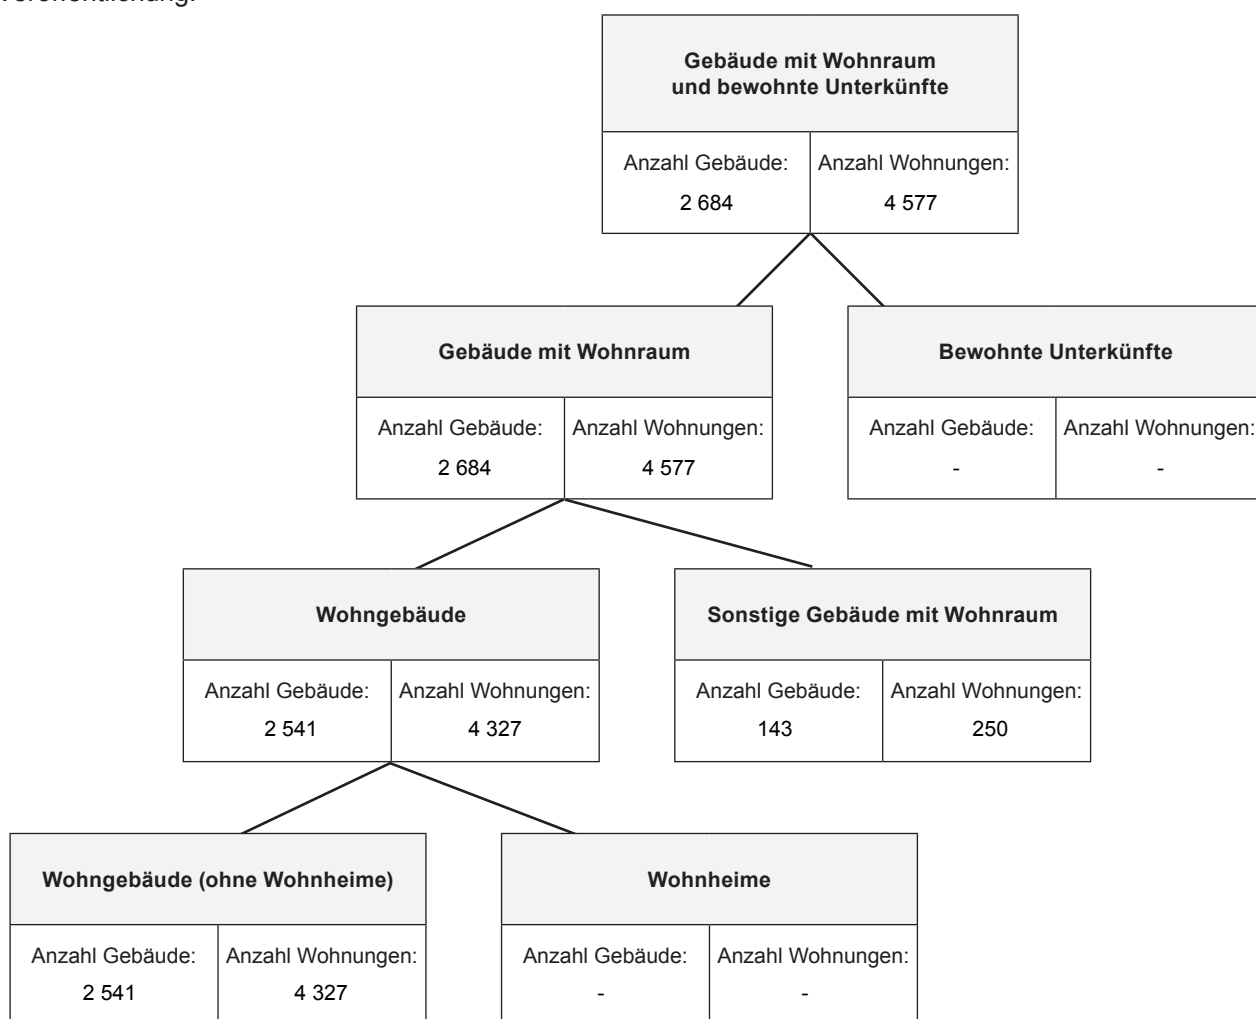 Veröffentlichung.
Gebäude mit Wohnraum
und bewohnte Unterkünfte
Anzahl Gebäude: Anzahl Wohnungen:
2 684 4 577
Gebäude mit Wohnraum Bewohnte Unterkünfte
Anzahl Gebäude: Anzahl Wohnungen: Anzahl Gebäude: Anzahl Wohnungen:
2 684 4 577 - -
Wohngebäude Sonstige Gebäude mit Wohnraum
Anzahl Gebäude: Anzahl Wohnungen: Anzahl Gebäude: Anzahl Wohnungen:
2 541 4 327 143 250
Wohngebäude (ohne Wohnheime) Wohnheime
Anzahl Gebäude: Anzahl Wohnungen: Anzahl Gebäude: Anzahl Wohnungen:
2 541 4 327 - -